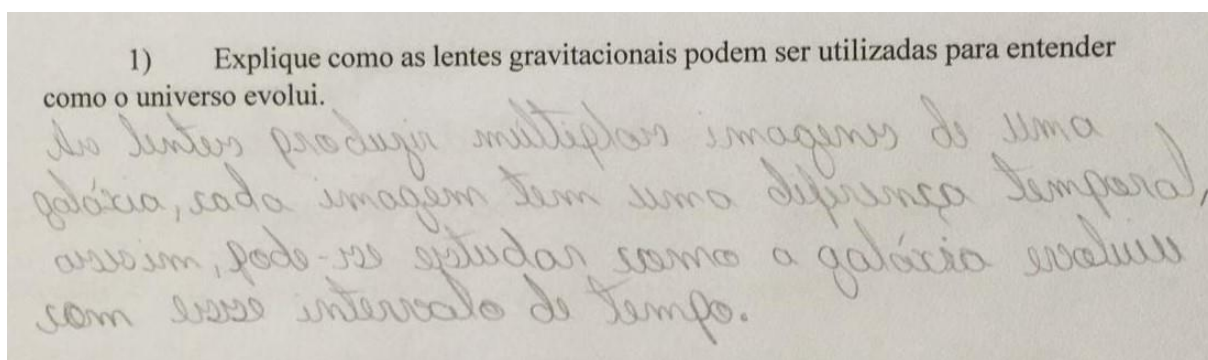 1) Explique como as lentes gravitacionais podem ser utilizadas para entender
como o universo evolui.
As lentes produzir multiplas imagens de uma
galáxia, cada imagem tem uma diferença temporal,
assim, pode-se estudar como a galáxia evoluiu
com esse intervalo de tempo.